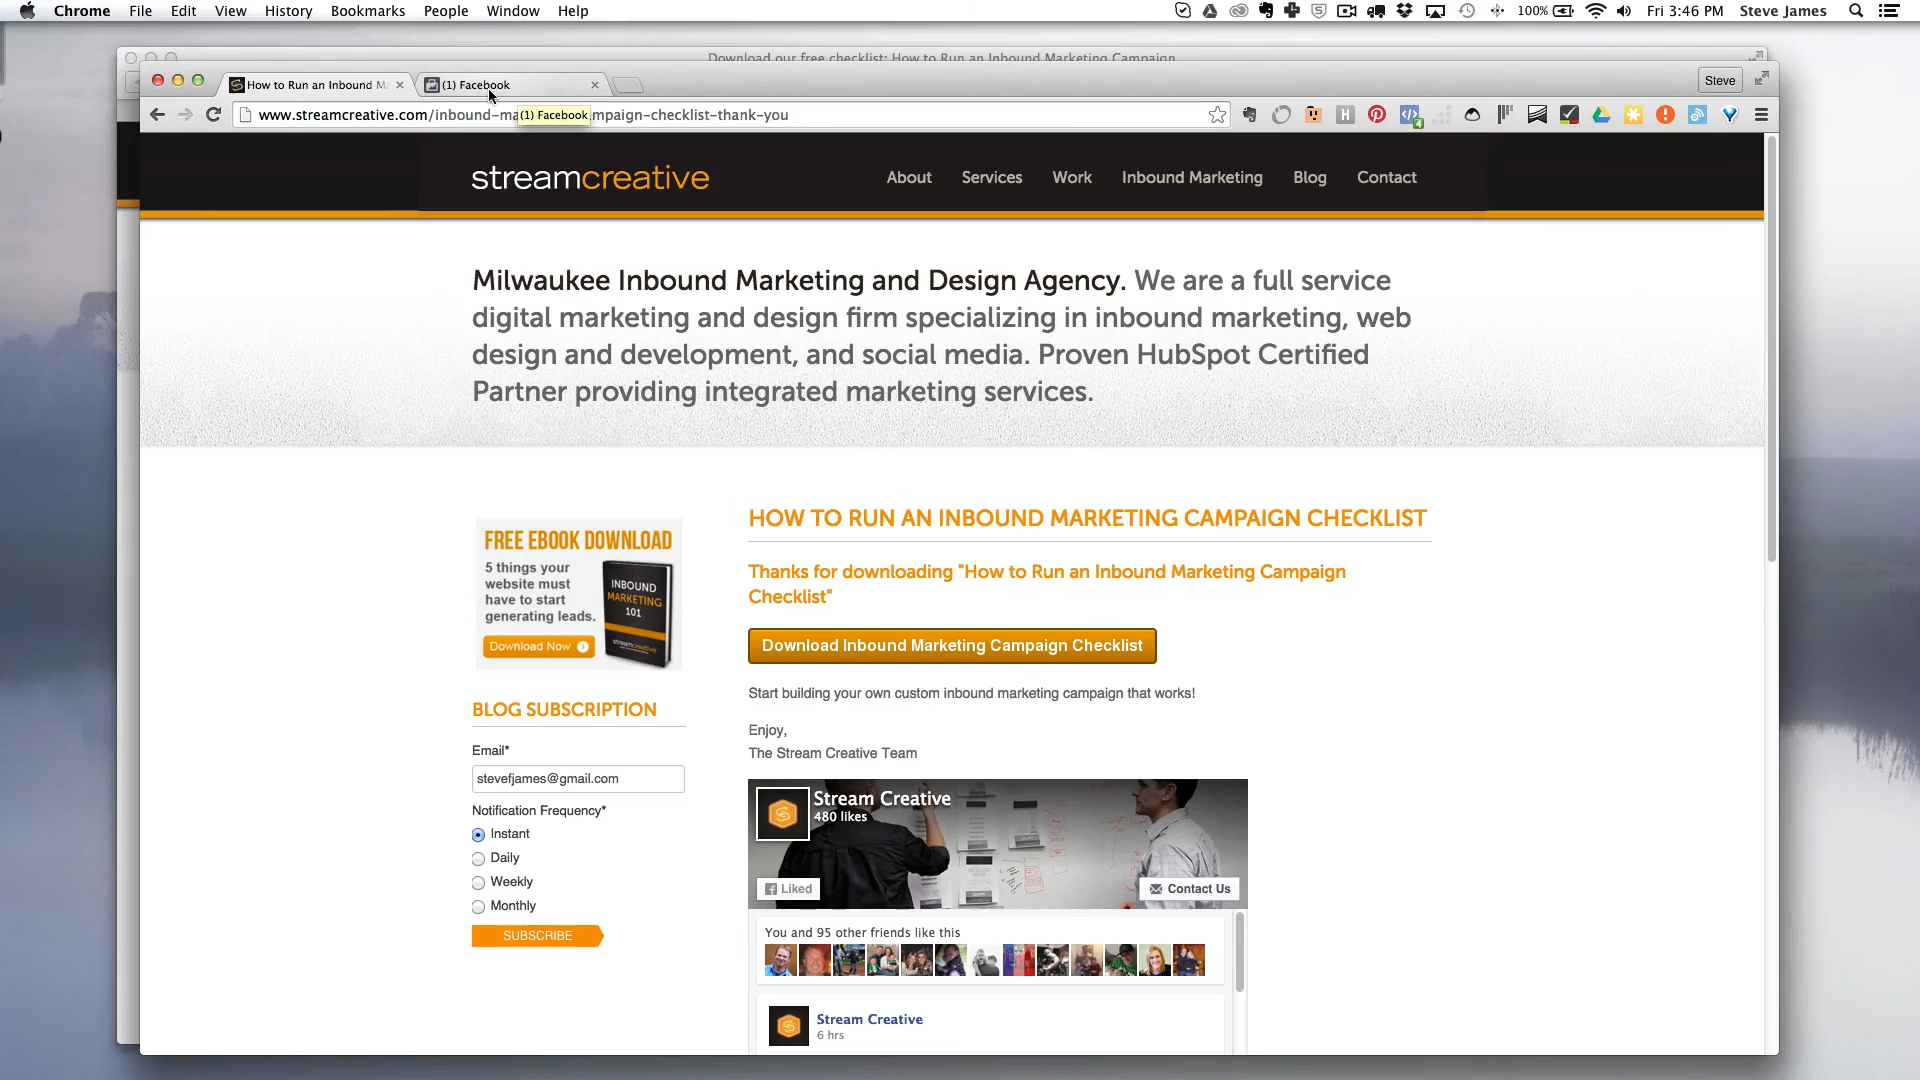 Chrome File Edit View History Bookmarks People Window Help 100% Fri 3:46 PM Steve James
Download our free checklist: How to Run an Inbound Marketing Campaign
How to Run an Inbound Ma (1) Facebook Steve
www.streamcreative.com/inbound-ma mpaign-checklist-thank-you
(1) Facebook
streamcreative About Services Work Inbound Marketing Blog Contact
Milwaukee Inbound Marketing and Design Agency. We are a full service
digital marketing and design firm specializing in inbound marketing, web
design and development, and social media. Proven HubSpot Certified
Partner providing integrated marketing services.
FREE EBOOK DOWNLOAD
5 things your
website must
have to start
generating leads.
Download Now
INBOUND
MARKETING
101
streamcreative
BLOG SUBSCRIPTION
Email*
stevefjames@gmail.com
Notification Frequency*
Instant
Daily
Weekly
Monthly
SUBSCRIBE
HOW TO RUN AN INBOUND MARKETING CAMPAIGN CHECKLIST
Thanks for downloading "How to Run an Inbound Marketing Campaign
Checklist"
Download Inbound Marketing Campaign Checklist
Start building your own custom inbound marketing campaign that works!
Enjoy,
The Stream Creative Team
Stream Creative
480 likes
Liked Contact Us
You and 95 other friends like this
Stream Creative
6 hrs